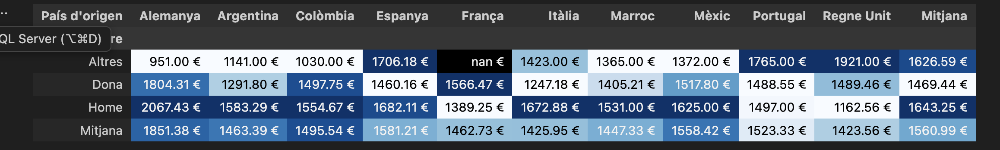 País d'origen Alemanya Argentina Colòmbia Espanya França Itàlia Marroc Mèxic Portugal Regne Unit Mitjana
QL Server (⌥⌘D) re
Altres 951.00 € 1141.00 € 1030.00 € 1706.18 € nan € 1423.00 € 1365.00 € 1372.00 € 1765.00 € 1921.00 € 1626.59 €
Dona 1804.31 € 1291.80 € 1497.75 € 1460.16 € 1566.47 € 1247.18 € 1405.21 € 1517.80 € 1488.55 € 1489.46 € 1469.44 €
Home 2067.43 € 1583.29 € 1554.67 € 1682.11 € 1389.25 € 1672.88 € 1531.00 € 1625.00 € 1497.00 € 1162.56 € 1643.25 €
Mitjana 1851.38 € 1463.39 € 1495.54 € 1581.21 € 1462.73 € 1425.95 € 1447.33 € 1558.42 € 1523.33 € 1423.56 € 1560.99 €